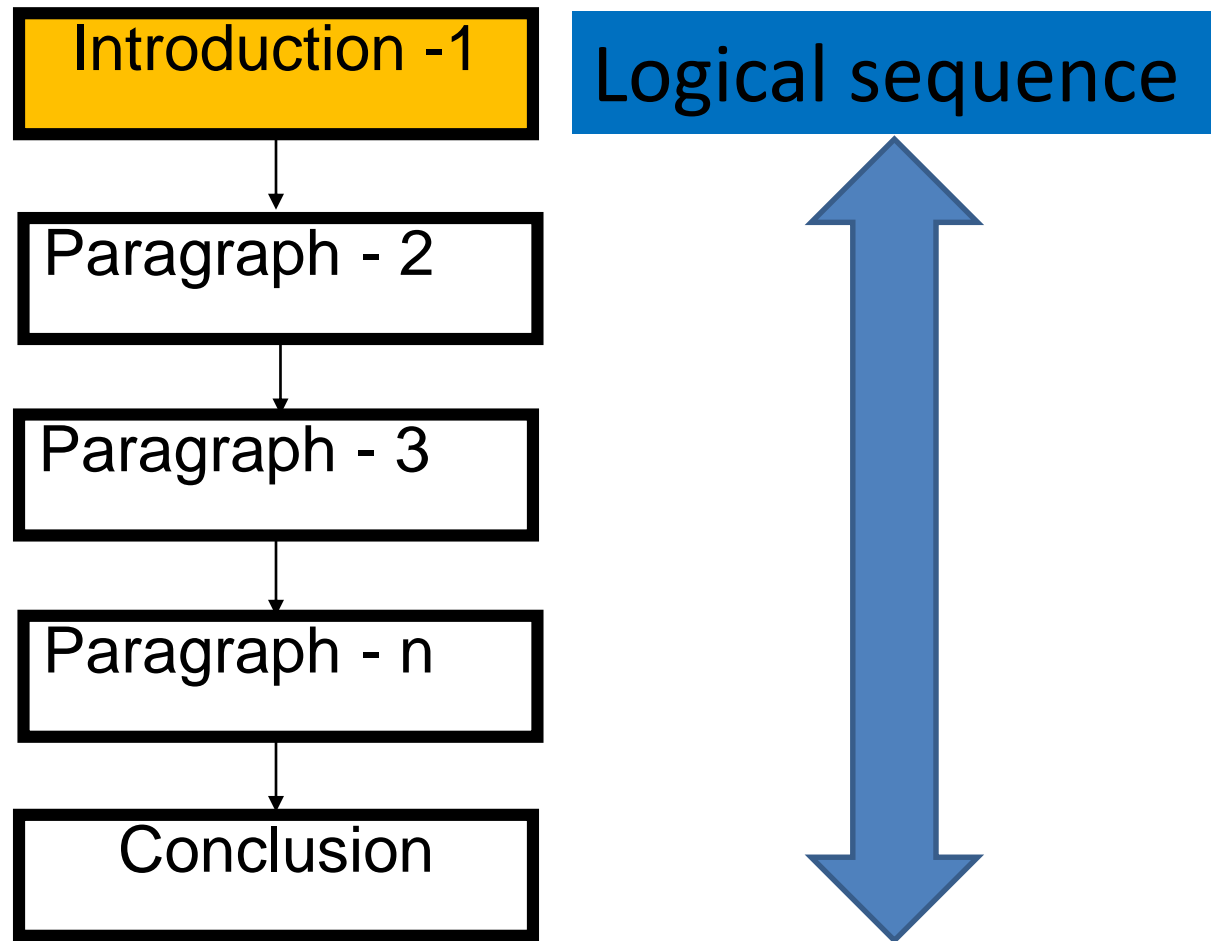 Introduction -1
Logical sequence
Paragraph - 2
Paragraph - 3
Paragraph - n
Conclusion